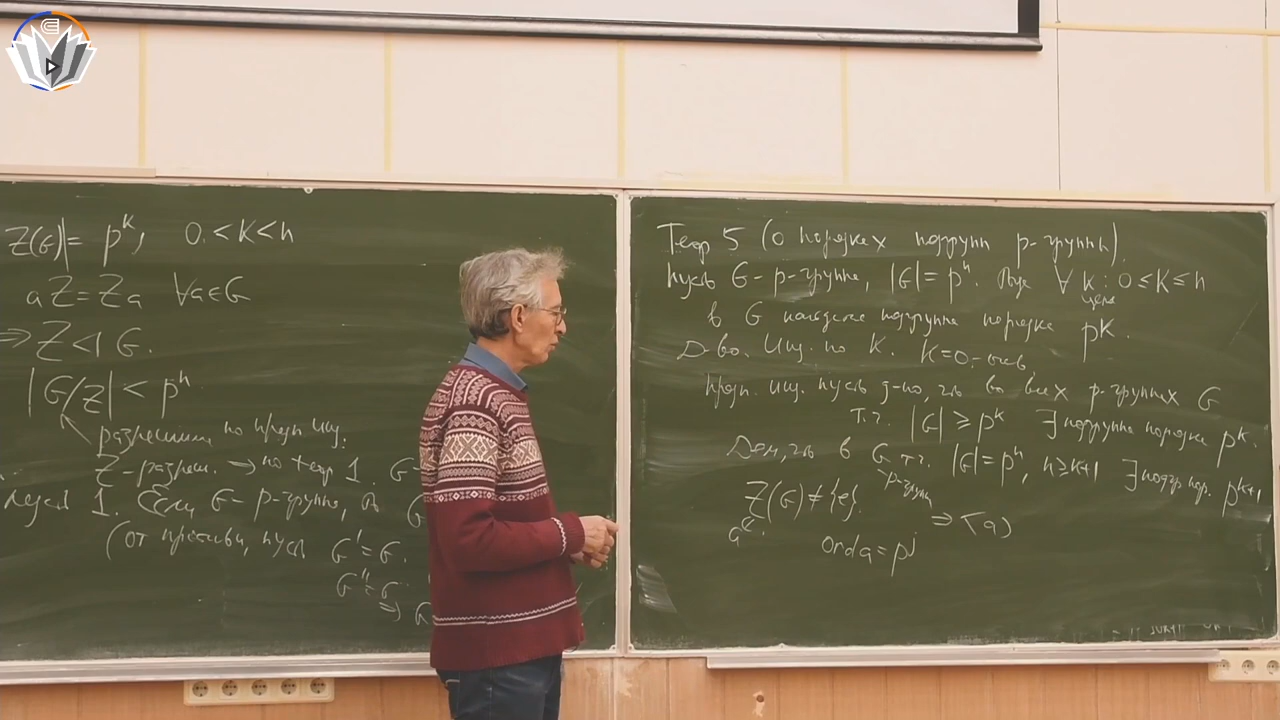 Z(G)|= p^k, 0<k<n
aZ=Za ∀a∈G
⇒ Z⊲G.
|G/Z| < p^n
разрешима по предп инд.
Z-разреш. ⇒ по теор 1. G-
1. Если G- p-группа, то G
(от против, пусть G'=G.
G''=G
⇒ G
Теор 5 (о порядках подгрупп p-группы).
Пусть G-p-группа, |G|=p^n. Тогда ∀ k: 0≤k≤n
целое
в G найдется подгруппа порядка p^k.
Д-во. Инд. по k. k=0-очев.
Предп. инд. пусть д-но, что во всех p-группах G
т.ч. |G| ≥ p^k ∃ подгруппа порядка p^k.
Док, что в G т.ч. |G|=p^n, n≥k+1 ∃ подгр пор. p^k+1
p-групп
Z(G)≠{e}. ⇒ ⟨a⟩
a∈ ord a = p^j